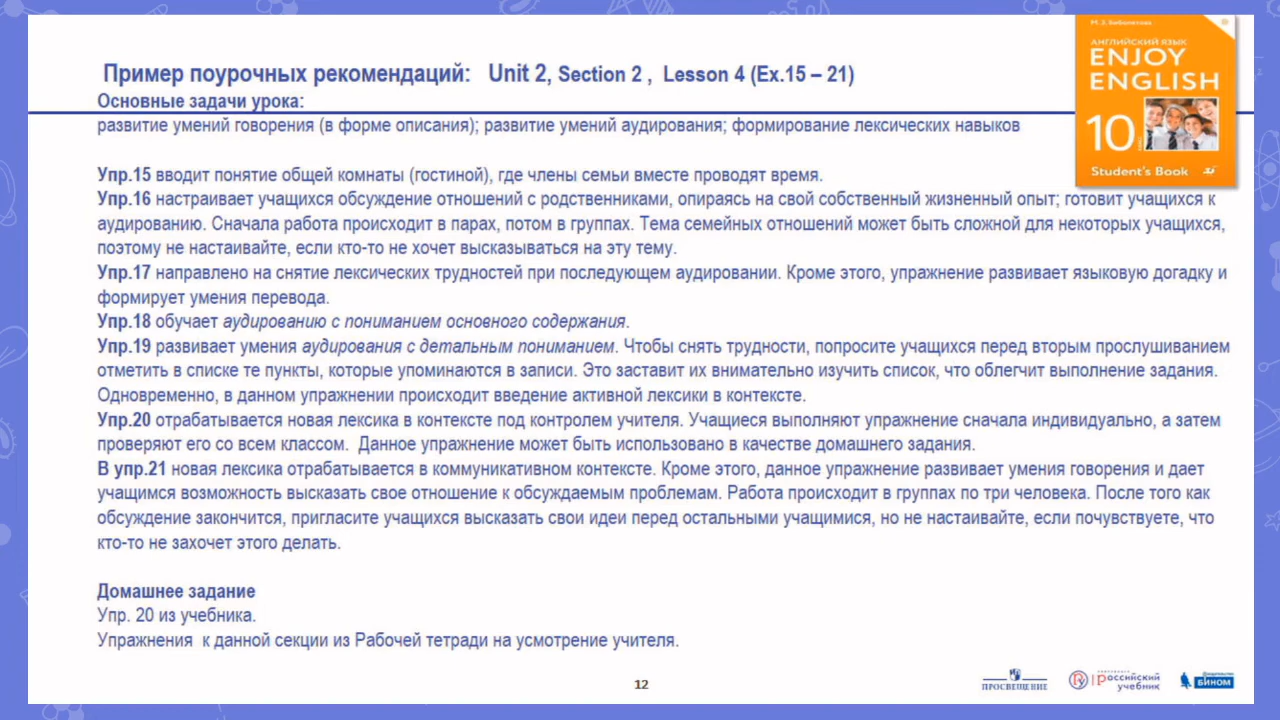 М.З.Биболетова
АНГЛИЙСКИЙ ЯЗЫК
ENJOY
ENGLISH
10
Student's Book
Пример поурочных рекомендаций: Unit 2, Section 2 , Lesson 4 (Ex.15 – 21)
Основные задачи урока:
развитие умений говорения (в форме описания); развитие умений аудирования; формирование лексических навыков
Упр.15 вводит понятие общей комнаты (гостиной), где члены семьи вместе проводят время.
Упр.16 настраивает учащихся обсуждение отношений с родственниками, опираясь на свой собственный жизненный опыт; готовит учащихся к
аудированию. Сначала работа происходит в парах, потом в группах. Тема семейных отношений может быть сложной для некоторых учащихся,
поэтому не настаивайте, если кто-то не хочет высказываться на эту тему.
Упр.17 направлено на снятие лексических трудностей при последующем аудировании. Кроме этого, упражнение развивает языковую догадку и
формирует умения перевода.
Упр.18 обучает аудированию с пониманием основного содержания.
Упр.19 развивает умения аудирования с детальным пониманием. Чтобы снять трудности, попросите учащихся перед вторым прослушиванием
отметить в списке те пункты, которые упоминаются в записи. Это заставит их внимательно изучить список, что облегчит выполнение задания.
Одновременно, в данном упражнении происходит введение активной лексики в контексте.
Упр.20 отрабатывается новая лексика в контексте под контролем учителя. Учащиеся выполняют упражнение сначала индивидуально, а затем
проверяют его со всем классом. Данное упражнение может быть использовано в качестве домашнего задания.
В упр.21 новая лексика отрабатывается в коммуникативном контексте. Кроме этого, данное упражнение развивает умения говорения и дает
учащимся возможность высказать свое отношение к обсуждаемым проблемам. Работа происходит в группах по три человека. После того как
обсуждение закончится, пригласите учащихся высказать свои идеи перед остальными учащимися, но не настаивайте, если почувствуете, что
кто-то не захочет этого делать.
Домашнее задание
Упр. 20 из учебника.
Упражнения к данной секции из Рабочей тетради на усмотрение учителя.
12
ПРОСВЕЩЕНИЕ
российский
учебник
БИНОМ